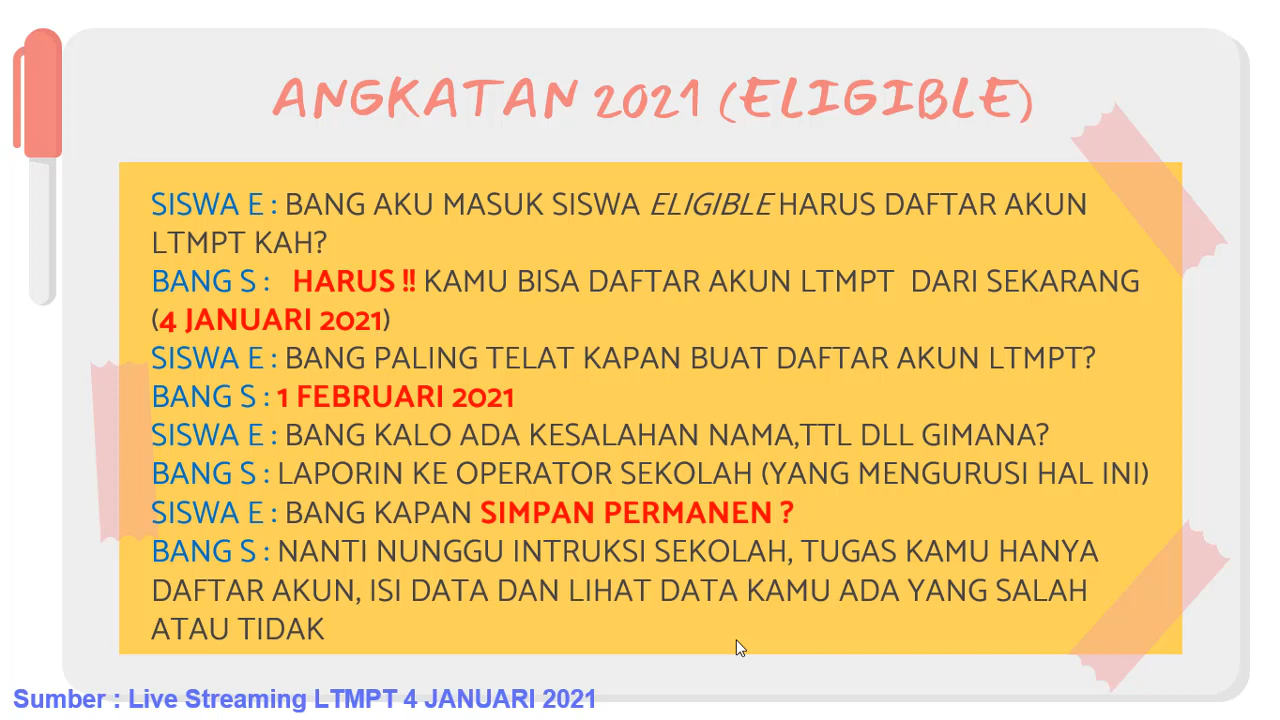 ANGKATAN 2021 (ELIGIBLE)
SISWA E : BANG AKU MASUK SISWA ELIGIBLE HARUS DAFTAR AKUN
LTMPT KAH?
BANG S : HARUS !! KAMU BISA DAFTAR AKUN LTMPT DARI SEKARANG
(4 JANUARI 2021)
SISWA E : BANG PALING TELAT KAPAN BUAT DAFTAR AKUN LTMPT?
BANG S : 1 FEBRUARI 2021
SISWA E : BANG KALO ADA KESALAHAN NAMA,TTL DLL GIMANA?
BANG S : LAPORIN KE OPERATOR SEKOLAH (YANG MENGURUSI HAL INI)
SISWA E : BANG KAPAN SIMPAN PERMANEN ?
BANG S : NANTI NUNGGU INTRUKSI SEKOLAH, TUGAS KAMU HANYA
DAFTAR AKUN, ISI DATA DAN LIHAT DATA KAMU ADA YANG SALAH
ATAU TIDAK
Sumber : Live Streaming LTMPT 4 JANUARI 2021